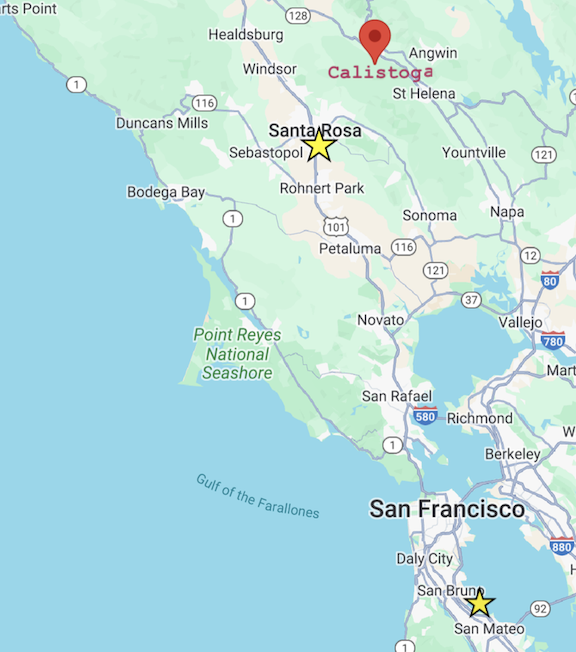 arts Point
128
Healdsburg
Angwin
Windsor
Calistoga
1
St Helena
116
Duncans Mills
Santa Rosa
Sebastopol
Yountville
121
Rohnert Park
Bodega Bay
Napa
Sonoma
1
101
Petaluma
116
12
121
80
1
37
Novato
Vallejo
Point Reyes
National
Seashore
780
Mart
San Rafael
580
Richmond
W
1
Berkeley
Gulf of the Farallones
San Francisco
880
Daly City
H
San Bruno
92
San Mateo
1